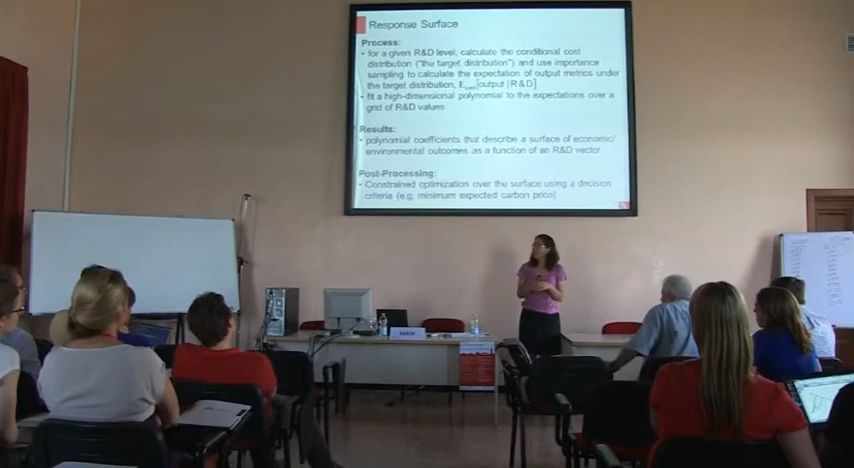 Response Surface
Process:
• for a given R&D level, calculate the conditional cost
distribution ("the target distribution") and use importance
sampling to calculate the expectation of output metrics under
the target distribution, [output | R & D]
• fit a high-dimensional polynomial to the expectations over a
grid of R&D values
Results:
• polynomial coefficients that describe a surface of economic/
environmental outcomes as a function of an R&D vector
Post-Processing:
• Constrained optimization over the surface using a decision
criteria (e.g. minimum expected carbon price)